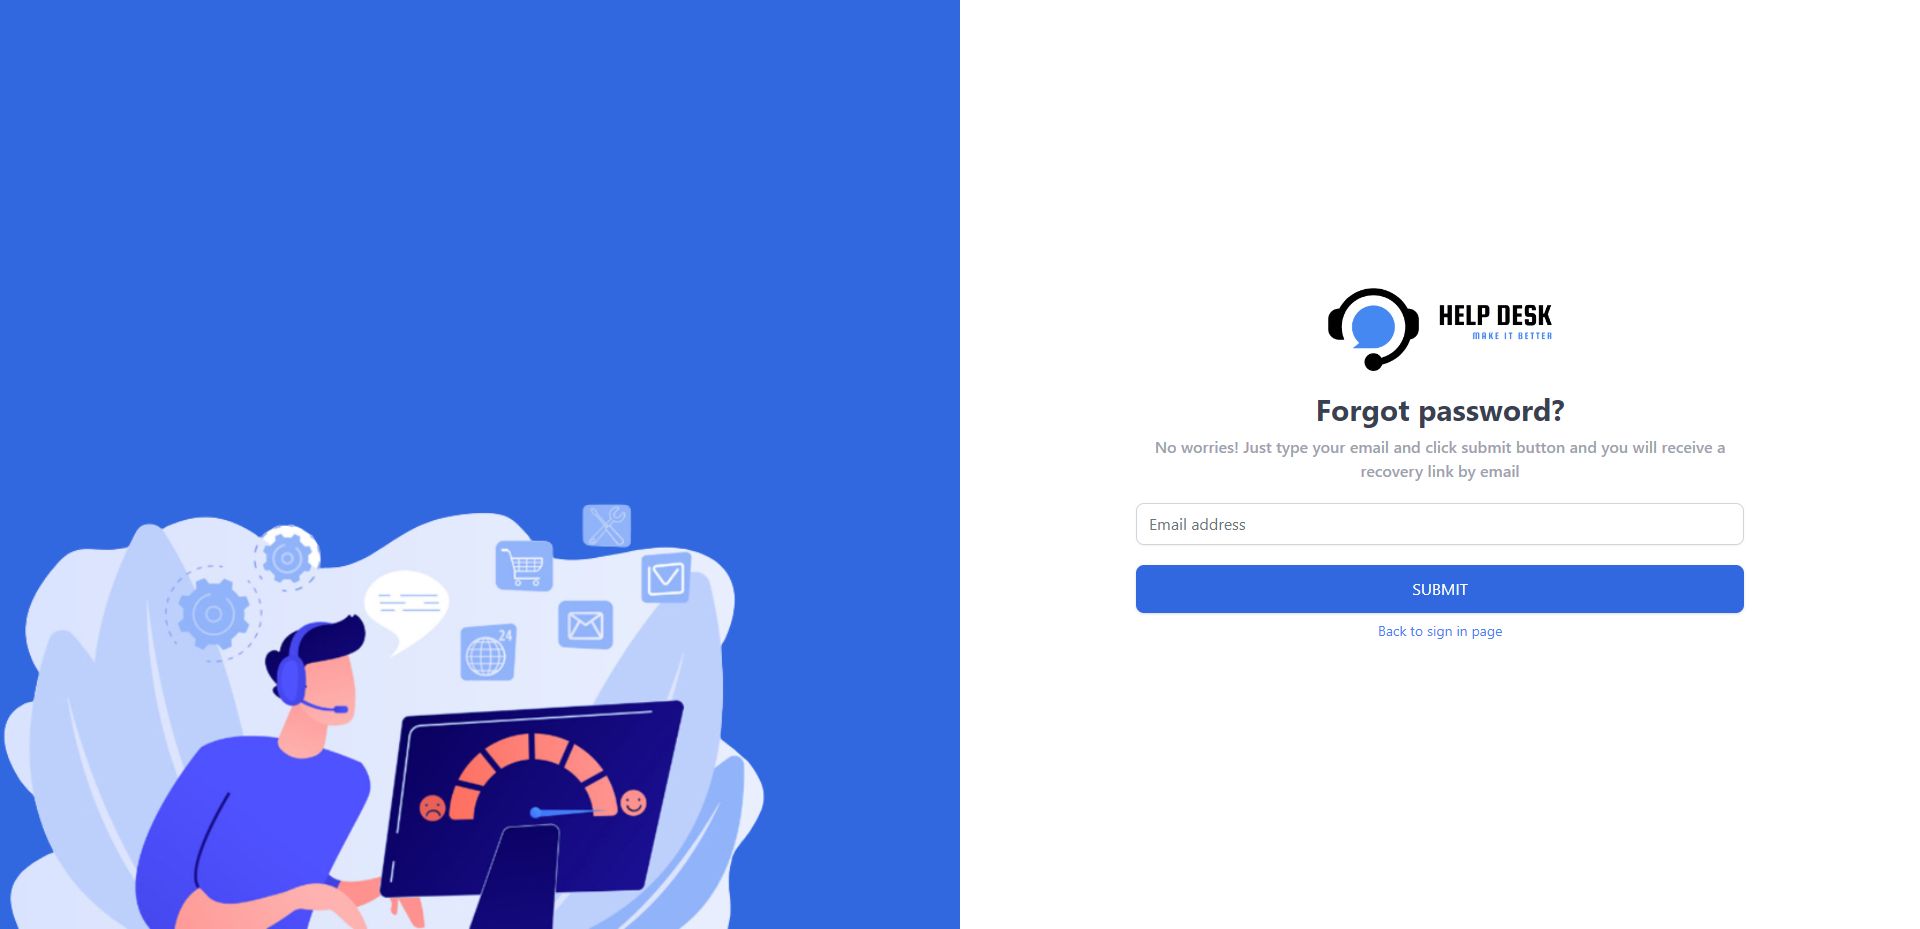 HELP DESK
MAKE IT BETTER
Forgot password?
No worries! Just type your email and click submit button and you will receive a
recovery link by email
Email address
SUBMIT
Back to sign in page
24